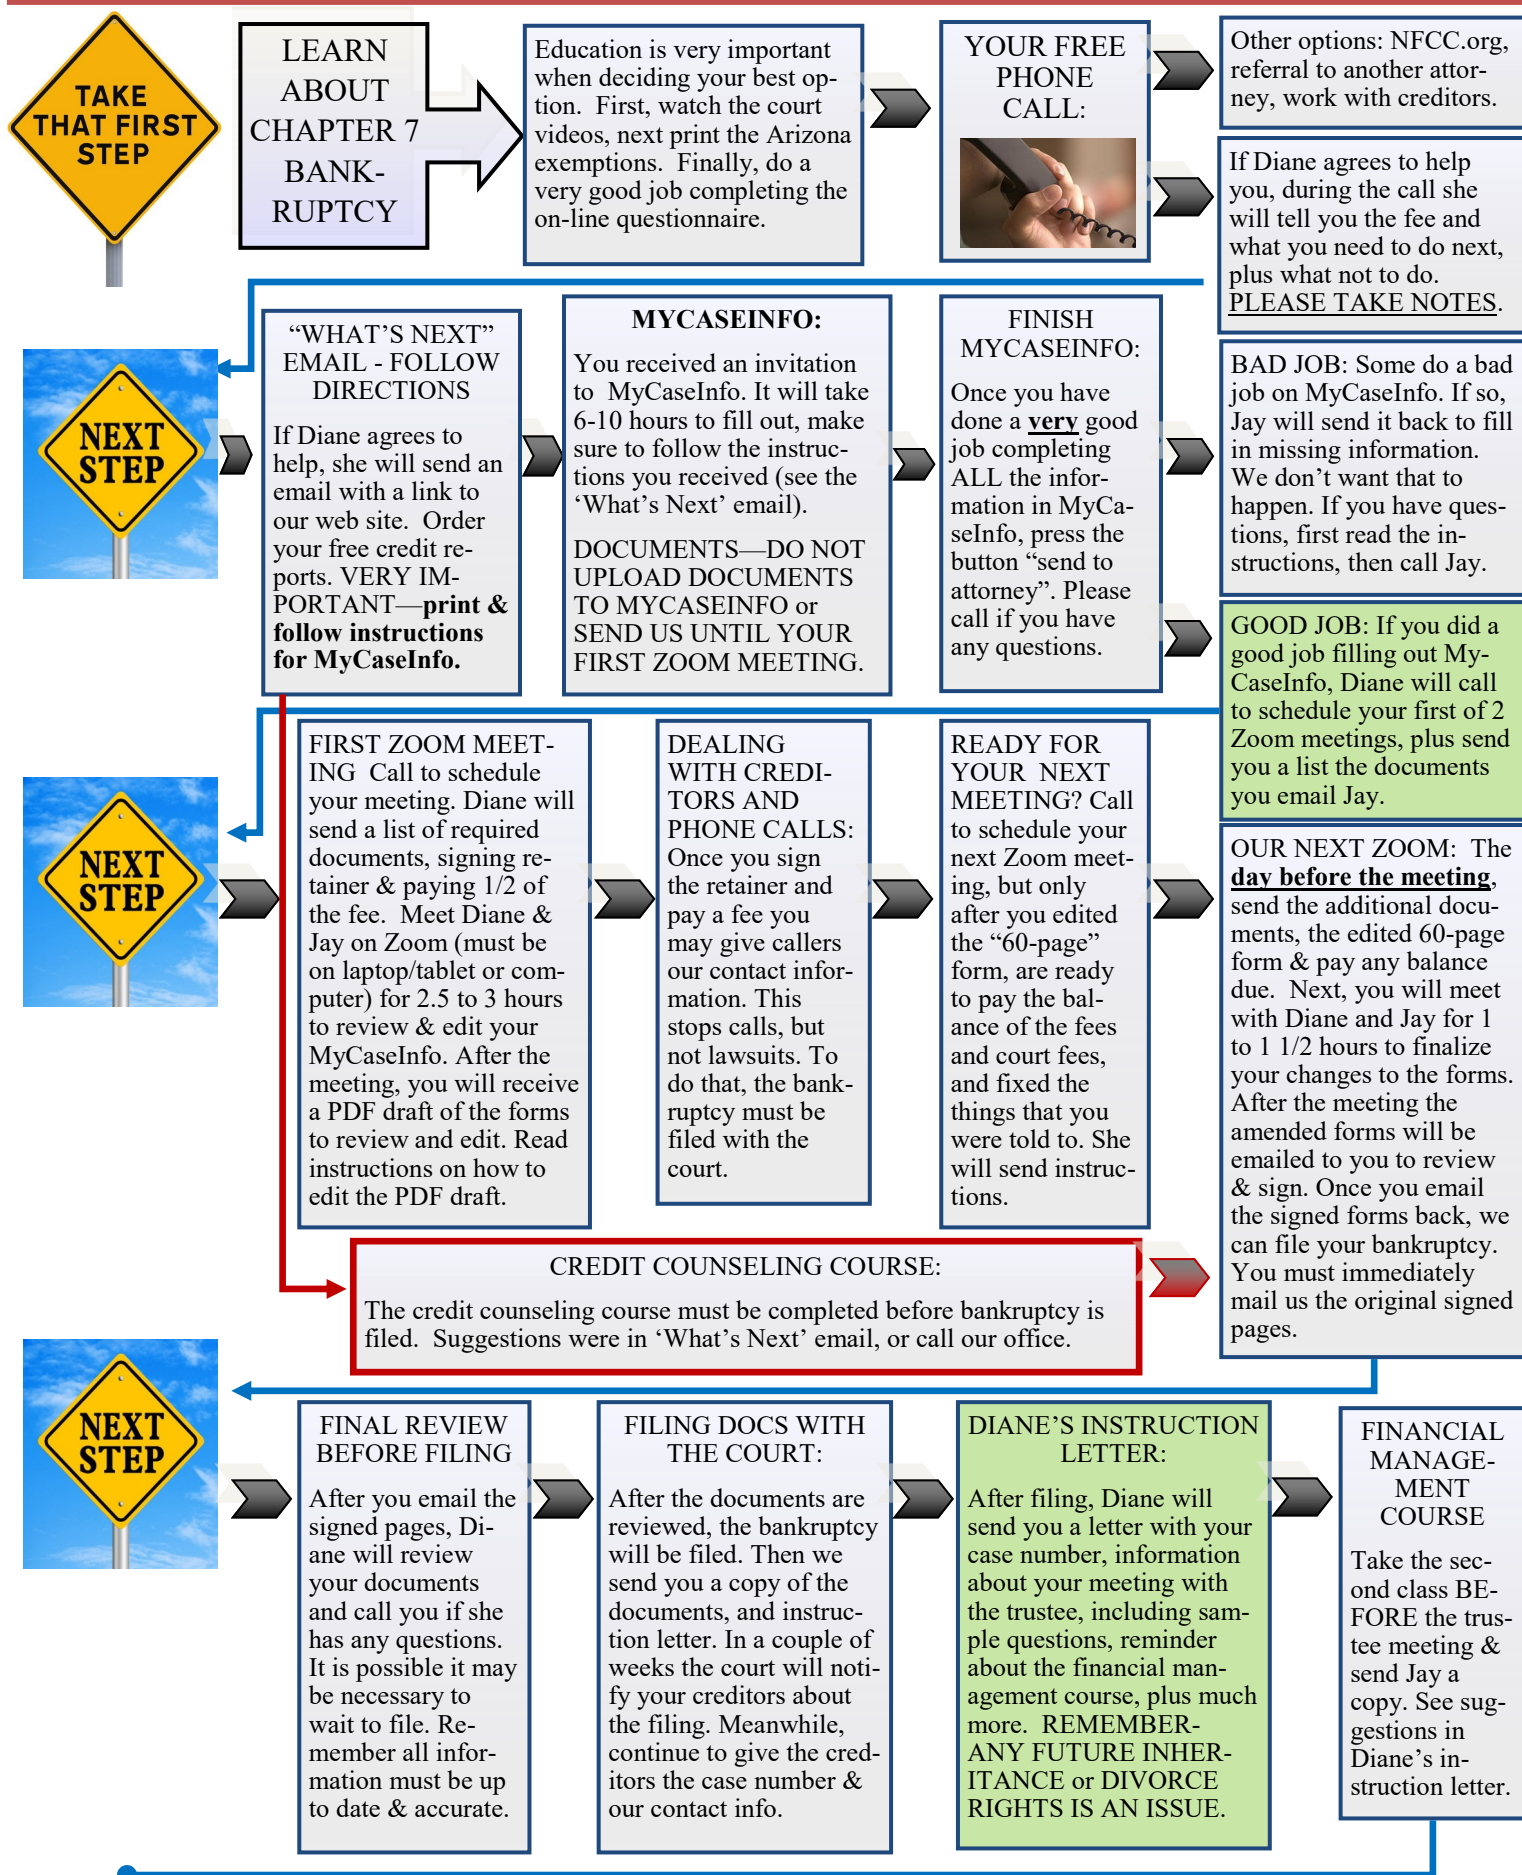 TAKE
THAT FIRST
STEP
LEARN
ABOUT
CHAPTER 7
BANK-
RUPTCY
Education is very important
when deciding your best op-
tion.  First, watch the court
videos, next print the Arizona
exemptions.  Finally, do a
very good job completing the
on-line questionnaire.
YOUR FREE
PHONE
CALL:
Other options: NFCC.org,
referral to another attor-
ney, work with creditors.
If Diane agrees to help
you, during the call she
will tell you the fee and
what you need to do next,
plus what not to do.
PLEASE TAKE NOTES.
NEXT
STEP
“WHAT’S NEXT”
EMAIL - FOLLOW
DIRECTIONS
If Diane agrees to
help, she will send an
email with a link to
our web site.  Order
your free credit re-
ports. VERY IM-
PORTANT—print &
follow instructions
for MyCaseInfo.
MYCASEINFO:
You received an invitation
to  MyCaseInfo. It will take
6-10 hours to fill out, make
sure to follow the instruc-
tions you received (see the
‘What’s Next’ email).
DOCUMENTS—DO NOT
UPLOAD DOCUMENTS
TO MYCASEINFO or
SEND US UNTIL YOUR
FIRST ZOOM MEETING.
FINISH
MYCASEINFO:
Once you have
done a very good
job completing
ALL the infor-
mation in MyCa-
seInfo, press the
button “send to
attorney”. Please
call if you have
any questions.
BAD JOB: Some do a bad
job on MyCaseInfo. If so,
Jay will send it back to fill
in missing information.
We don’t want that to
happen. If you have ques-
tions, first read the in-
structions, then call Jay.
GOOD JOB: If you did a
good job filling out My-
CaseInfo, Diane will call
to schedule your first of 2
Zoom meetings, plus send
you a list the documents
you email Jay.
NEXT
STEP
FIRST ZOOM MEET-
ING  Call to schedule
your meeting. Diane will
send a list of required
documents, signing re-
tainer & paying 1/2 of
the fee.  Meet Diane &
Jay on Zoom (must be
on laptop/tablet or com-
puter) for 2.5 to 3 hours
to review & edit your
MyCaseInfo. After the
meeting, you will receive
a PDF draft of the forms
to review and edit. Read
instructions on how to
edit the PDF draft.
DEALING
WITH CREDI-
TORS AND
PHONE CALLS:
Once you sign
the retainer and
pay a fee you
may give callers
our contact infor-
mation. This
stops calls, but
not lawsuits. To
do that, the bank-
ruptcy must be
filed with the
court.
READY FOR
YOUR  NEXT
MEETING? Call
to schedule your
next Zoom meet-
ing, but only
after you edited
the “60-page”
form, are ready
to pay the bal-
ance of the fees
and court fees,
and fixed the
things that you
were told to. She
will send instruc-
tions.
OUR NEXT ZOOM:  The
day before the meeting,
send the additional docu-
ments, the edited 60-page
form & pay any balance
due.  Next, you will meet
with Diane and Jay for 1
to 1 1/2 hours to finalize
your changes to the forms.
After the meeting the
amended forms will be
emailed to you to review
& sign. Once you email
the signed forms back, we
can file your bankruptcy.
You must immediately
mail us the original signed
pages.
CREDIT COUNSELING COURSE:
The credit counseling course must be completed before bankruptcy is
filed.  Suggestions were in ‘What’s Next’ email, or call our office.
NEXT
STEP
FINAL REVIEW
BEFORE FILING
After you email the
signed pages, Di-
ane will review
your documents
and call you if she
has any questions.
It is possible it may
be necessary to
wait to file. Re-
member all infor-
mation must be up
to date & accurate.
FILING DOCS WITH
THE COURT:
After the documents are
reviewed, the bankruptcy
will be filed. Then we
send you a copy of the
documents, and instruc-
tion letter. In a couple of
weeks the court will noti-
fy your creditors about
the filing. Meanwhile,
continue to give the cred-
itors the case number &
our contact info.
DIANE’S INSTRUCTION
LETTER:
After filing, Diane will
send you a letter with your
case number, information
about your meeting with
the trustee, including sam-
ple questions, reminder
about the financial man-
agement course, plus much
more.  REMEMBER-
ANY FUTURE INHER-
ITANCE or DIVORCE
RIGHTS IS AN ISSUE.
FINANCIAL
MANAGE-
MENT
COURSE
Take the sec-
ond class BE-
FORE the trus-
tee meeting &
send Jay a
copy. See sug-
gestions in
Diane’s in-
struction letter.